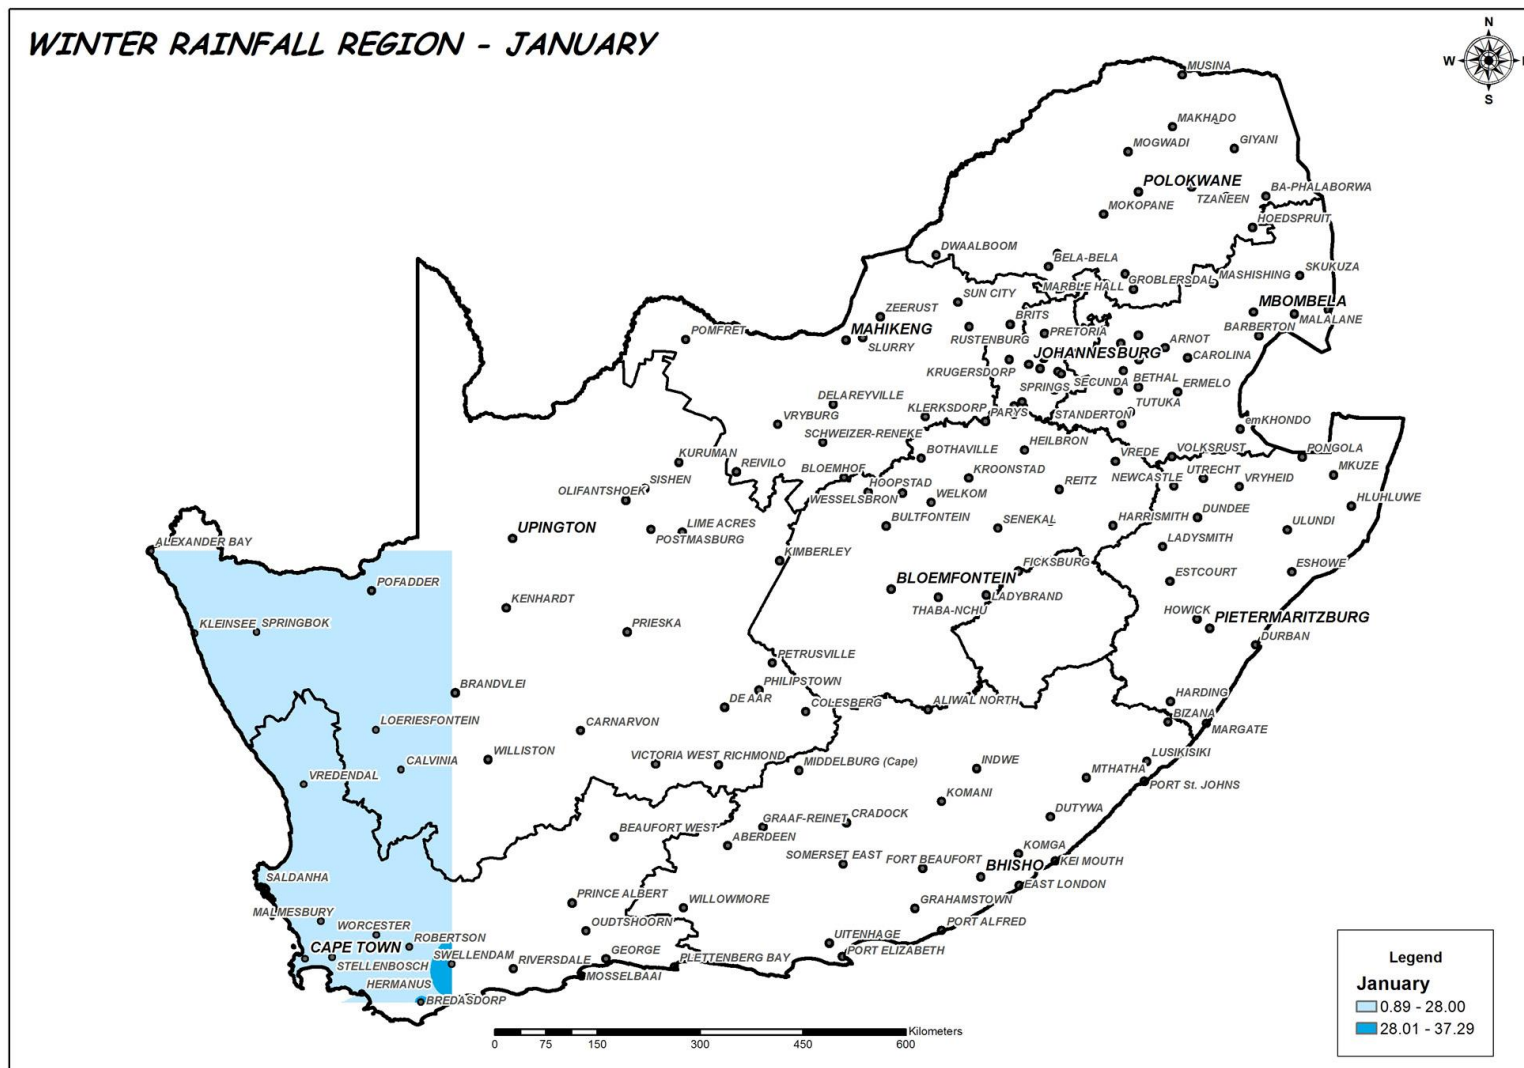 WINTER RAINFALL REGION - JANUARY
N
W
E
S
MUSINA
MAKHADO
MOGWADI
GIYANI
POLOKWANE
TZANEEN
BA-PHALABORWA
MOKOPANE
HOEDSPRUIT
DWAALBOOM
BELA-BELA
MARBLE HALL
GROBLERSDAL
MASHISHING
SKUKUZA
SUN CITY
ZEERUST
MBOMBELA
MALALANE
BRITS
POMFRET
MAHIKENG
SLURRY
RUSTENBURG
PRETORIA
BARBERTON
ARNOT
JOHANNESBURG
CAROLINA
KRUGERSDORP
SPRINGS
SECUNDA
BETHAL
ERMELO
DELAREYVILLE
TUTUKA
VRYBURG
KLERKSDORP
PARYS
STANDERTON
emKHONDO
SCHWEIZER-RENEKE
HEILBRON
KURUMAN
REIVILO
BLOEMHOF
BOTHAVILLE
VREDE
VOLKSRUST
PONGOLA
SISHEN
HOOPSTAD
KROONSTAD
NEWCASTLE
UTRECHT
VRYHEID
MKUZE
OLIFANTSHOEK
WESSELSBRON
WELKOM
REITZ
HLUHLUWE
UPINGTON
LIME ACRES
POSTMASBURG
BULTFONTEIN
SENEKAL
HARRISMITH
DUNDEE
ULUNDI
ALEXANDER BAY
KIMBERLEY
LADYSMITH
POFADDER
BLOEMFONTEIN
FICKSBURG
ESTCOURT
ESHOWE
KENHARDT
THABA-NCHU
LADYBRAND
KLEINSEE
SPRINGBOK
PRIESKA
HOWICK
PIETERMARITZBURG
DURBAN
PETRUSVILLE
BRANDVLEI
PHILIPSTOWN
DE AAR
COLESBERG
ALIWAL NORTH
HARDING
BIZANA
MARGATE
LOERIESFONTEIN
CARNARVON
WILLISTON
VICTORIA WEST
RICHMOND
MIDDELBURG (Cape)
INDWE
LUSIKISIKI
VREDENDAL
CALVINIA
MTHATHA
PORT St. JOHNS
KOMANI
BEAUFORT WEST
GRAAF-REINET
CRADOCK
DUTYWA
ABERDEEN
SOMERSET EAST
FORT BEAUFORT
BHISHO
KOMGA
KEI MOUTH
SALDANHA
EAST LONDON
PRINCE ALBERT
WILLOWMORE
GRAHAMSTOWN
MALMESBURY
WORCESTER
OUDTSHOORN
PORT ALFRED
CAPE TOWN
ROBERTSON
UITENHAGE
STELLENBOSCH
SWELLENDAM
RIVERSDALE
GEORGE
PLETTENBERG BAY
PORT ELIZABETH
HERMANUS
MOSSELBAAI
BREDASDORP
Kilometers
0 75 150 300 450 600
Legend
January
0.89 - 28.00
28.01 - 37.29